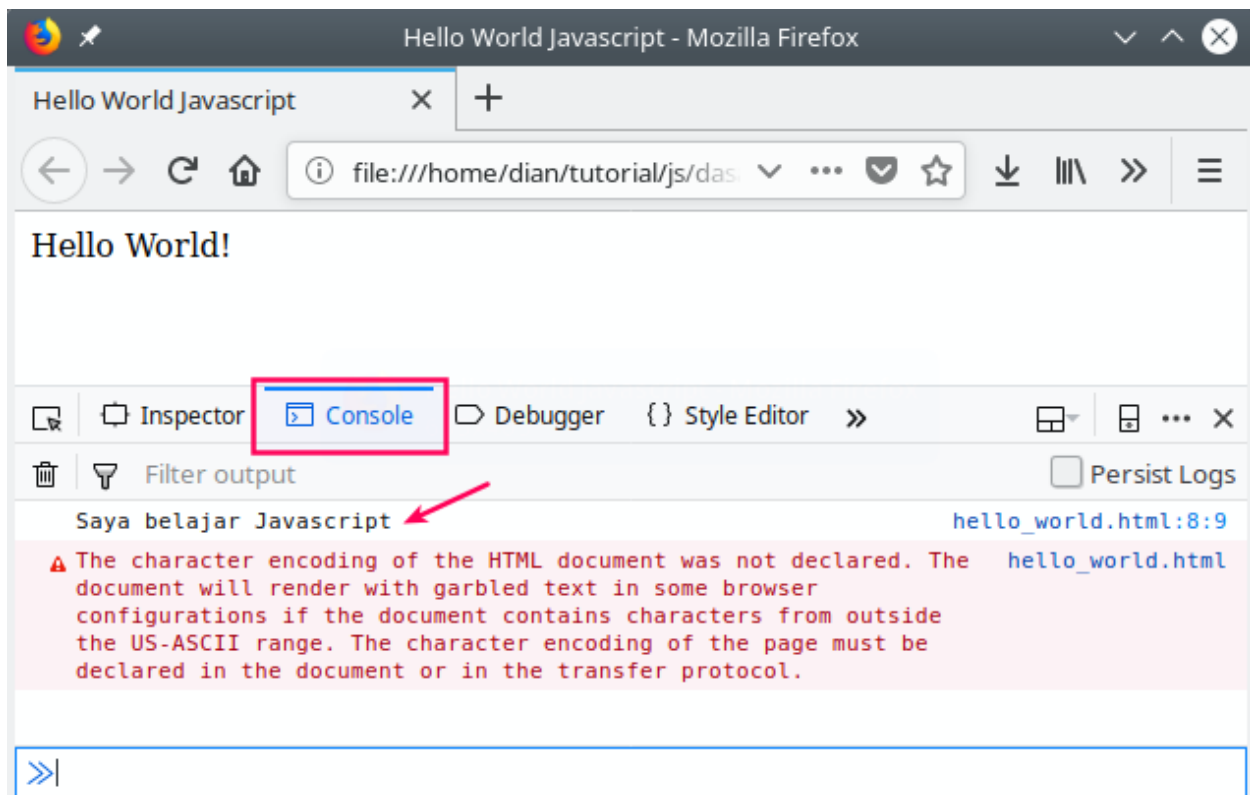 Hello World Javascript - Mozilla Firefox
Hello World Javascript
file:///home/dian/tutorial/js/das
Hello World!
Inspector Console Debugger { } Style Editor
Filter output Persist Logs
Saya belajar Javascript hello_world.html:8:9
The character encoding of the HTML document was not declared. The hello_world.html
document will render with garbled text in some browser
configurations if the document contains characters from outside
the US-ASCII range. The character encoding of the page must be
declared in the document or in the transfer protocol.